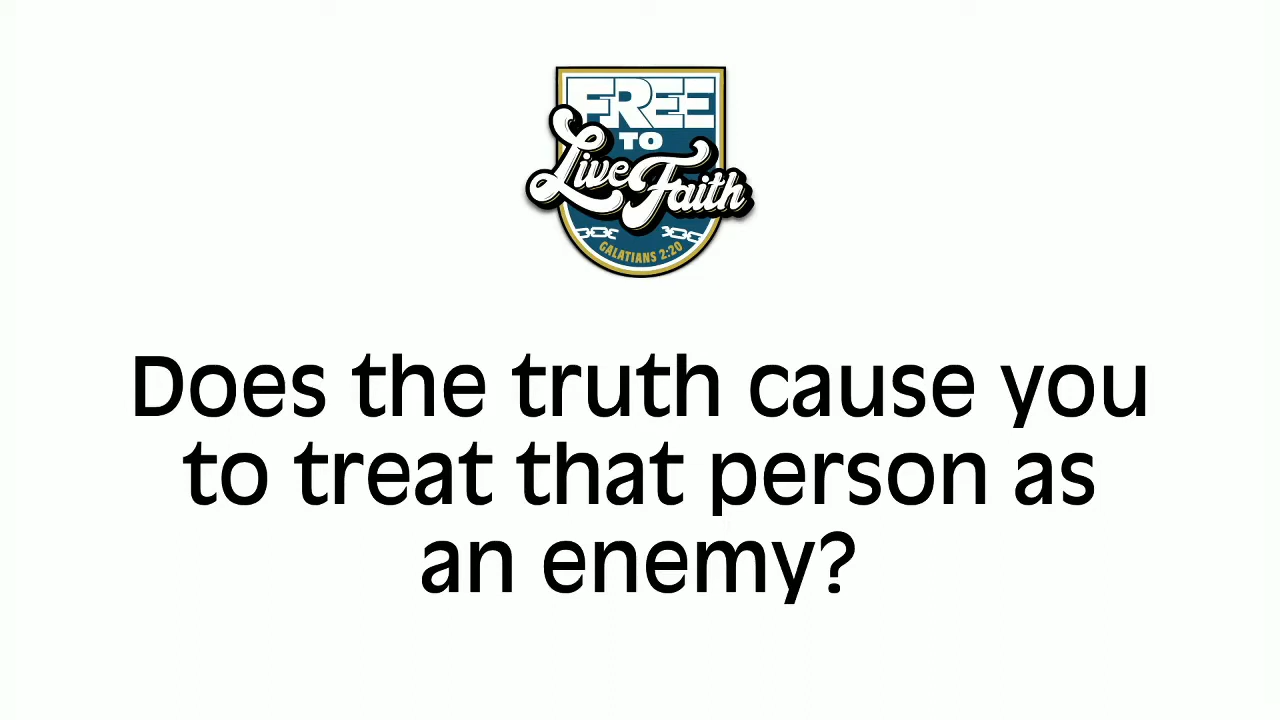 FREE
TO
Live Faith
GALATIANS 2:20
Does the truth cause you
to treat that person as
an enemy?